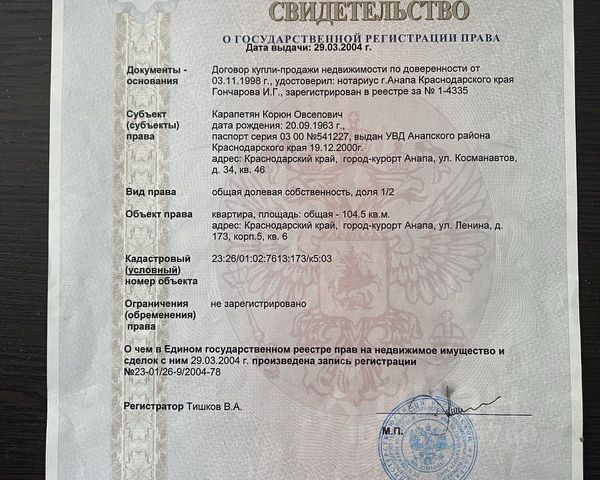 СВИДЕТЕЛЬСТВО
О ГОСУДАРСТВЕННОЙ РЕГИСТРАЦИИ ПРАВА
Дата выдачи: 29.03.2004 г.
Документы - основания
Договор купли-продажи недвижимости по доверенности от
03.11.1998 г., удостоверил: нотариус г.Анапа Краснодарского края
Гончарова И.Г., зарегистрирован в реестре за № 1-4335
Субъект (субъекты) права
Карапетян Корюн Овсепович
дата рождения: 20.09.1963 г.,
паспорт серия 03 00 №541227, выдан УВД Анапского района
Краснодарского края 19.12.2000г.
адрес: Краснодарский край, город-курорт Анапа, ул. Косманавтов,
д. 34, кв. 46
Вид права
общая долевая собственность, доля 1/2
Объект права
квартира, площадь: общая - 104.5 кв.м.
адрес: Краснодарский край, город-курорт Анапа, ул. Ленина, д.
173, корп.5, кв. 6
Кадастровый (условный) номер объекта
23:26/01:02:7613:173/к5:03
Ограничения (обременения) права
не зарегистрировано
О чем в Едином государственном реестре прав на недвижимое имущество и
сделок с ним 29.03.2004 г. произведена запись регистрации
№23-01/26-9/2004-78
Регистратор Тишков В.А.
М.П.